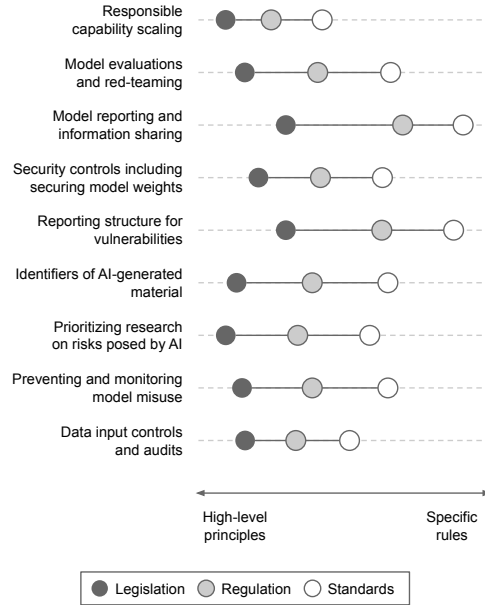 Responsible
capability scaling
Model evaluations
and red-teaming
Model reporting and
information sharing
Security controls including
securing model weights
Reporting structure for
vulnerabilities
Identifiers of AI-generated
material
Prioritizing research
on risks posed by AI
Preventing and monitoring
model misuse
Data input controls
and audits
High-level
principles
Specific
rules
Legislation
Regulation
Standards